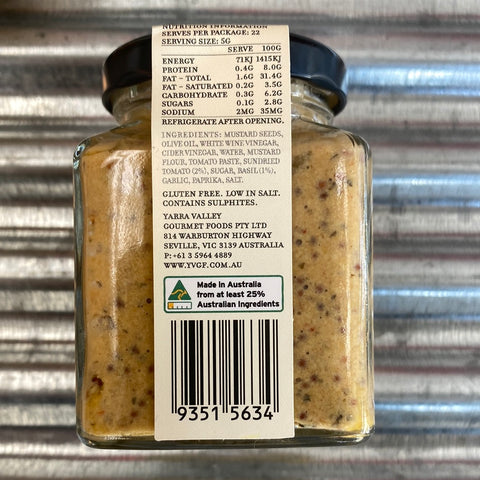 NUTRITION INFORMATION
SERVES PER PACKAGE: 22
SERVING SIZE: 5G
SERVE 100G
ENERGY 71KJ 1415KJ
PROTEIN 0.4G 8.0G
FAT - TOTAL 1.6G 31.4G
FAT - SATURATED 0.2G 3.5G
CARBOHYDRATE 0.3G 6.2G
SUGARS 0.1G 2.8G
SODIUM 2MG 35MG
REFRIGERATE AFTER OPENING.
INGREDIENTS: MUSTARD SEEDS,
OLIVE OIL, WHITE WINE VINEGAR,
CIDER VINEGAR, WATER, MUSTARD
FLOUR, TOMATO PASTE, SUNDRIED
TOMATO (2%), SUGAR, BASIL (1%),
GARLIC, PAPRIKA, SALT.
GLUTEN FREE. LOW IN SALT.
CONTAINS SULPHITES.
YARRA VALLEY
GOURMET FOODS PTY LTD
814 WARBURTON HIGHWAY
SEVILLE, VIC 3139 AUSTRALIA
P: +61 3 5964 4889
WWW.YVGF.COM.AU
Made in Australia
from at least 25%
Australian Ingredients
9351 5634